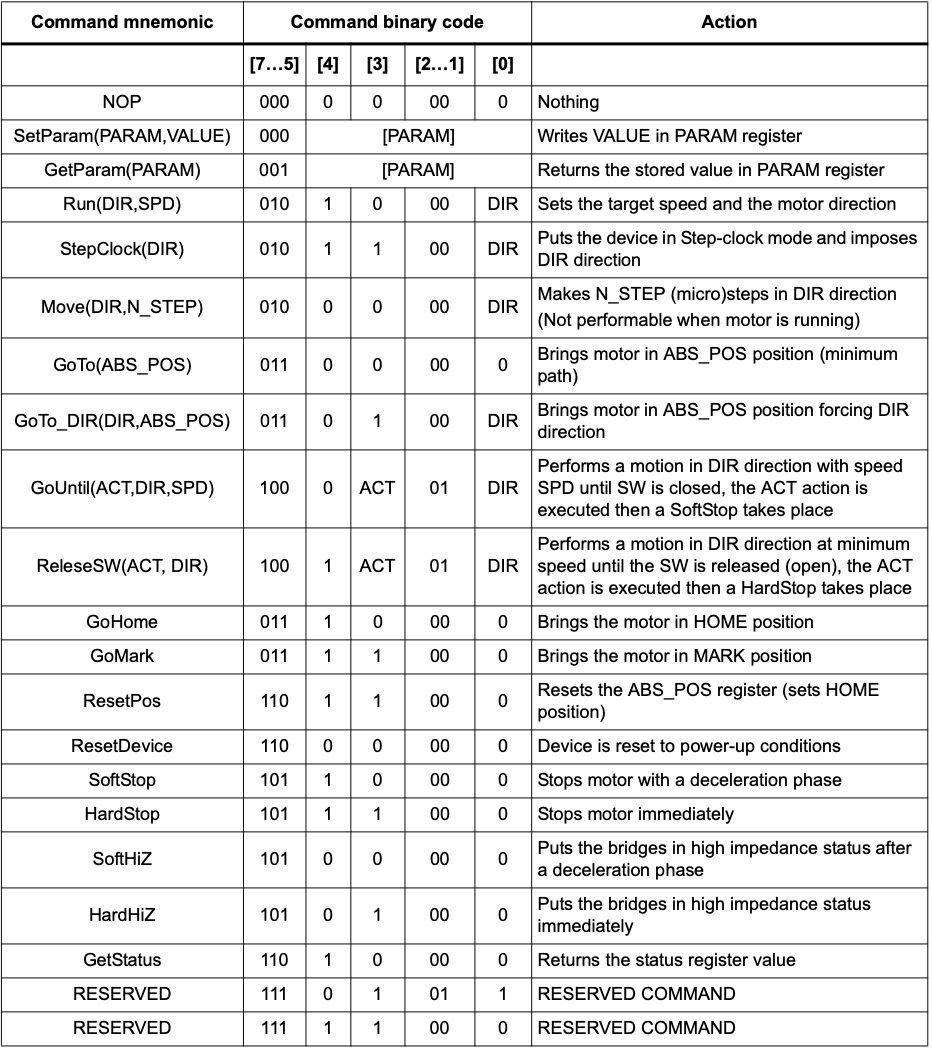 Command mnemonic Command binary code Action
[7…5] [4] [3] [2…1] [0]
NOP 000 0 0 00 0 Nothing
SetParam(PARAM,VALUE) 000 [PARAM] Writes VALUE in PARAM register
GetParam(PARAM) 001 [PARAM] Returns the stored value in PARAM register
Run(DIR,SPD) 010 1 0 00 DIR Sets the target speed and the motor direction
StepClock(DIR) 010 1 1 00 DIR Puts the device in Step-clock mode and imposes
DIR direction
Move(DIR,N_STEP) 010 0 0 00 DIR Makes N_STEP (micro)steps in DIR direction
(Not performable when motor is running)
GoTo(ABS_POS) 011 0 0 00 0 Brings motor in ABS_POS position (minimum
path)
GoTo_DIR(DIR,ABS_POS) 011 0 1 00 DIR Brings motor in ABS_POS position forcing DIR
direction
GoUntil(ACT,DIR,SPD) 100 0 ACT 01 DIR Performs a motion in DIR direction with speed
SPD until SW is closed, the ACT action is
executed then a SoftStop takes place
ReleseSW(ACT, DIR) 100 1 ACT 01 DIR Performs a motion in DIR direction at minimum
speed until the SW is released (open), the ACT
action is executed then a HardStop takes place
GoHome 011 1 0 00 0 Brings the motor in HOME position
GoMark 011 1 1 00 0 Brings the motor in MARK position
ResetPos 110 1 1 00 0 Resets the ABS_POS register (sets HOME
position)
ResetDevice 110 0 0 00 0 Device is reset to power-up conditions
SoftStop 101 1 0 00 0 Stops motor with a deceleration phase
HardStop 101 1 1 00 0 Stops motor immediately
SoftHiZ 101 0 0 00 0 Puts the bridges in high impedance status after
a deceleration phase
HardHiZ 101 0 1 00 0 Puts the bridges in high impedance status
immediately
GetStatus 110 1 0 00 0 Returns the status register value
RESERVED 111 0 1 01 1 RESERVED COMMAND
RESERVED 111 1 1 00 0 RESERVED COMMAND